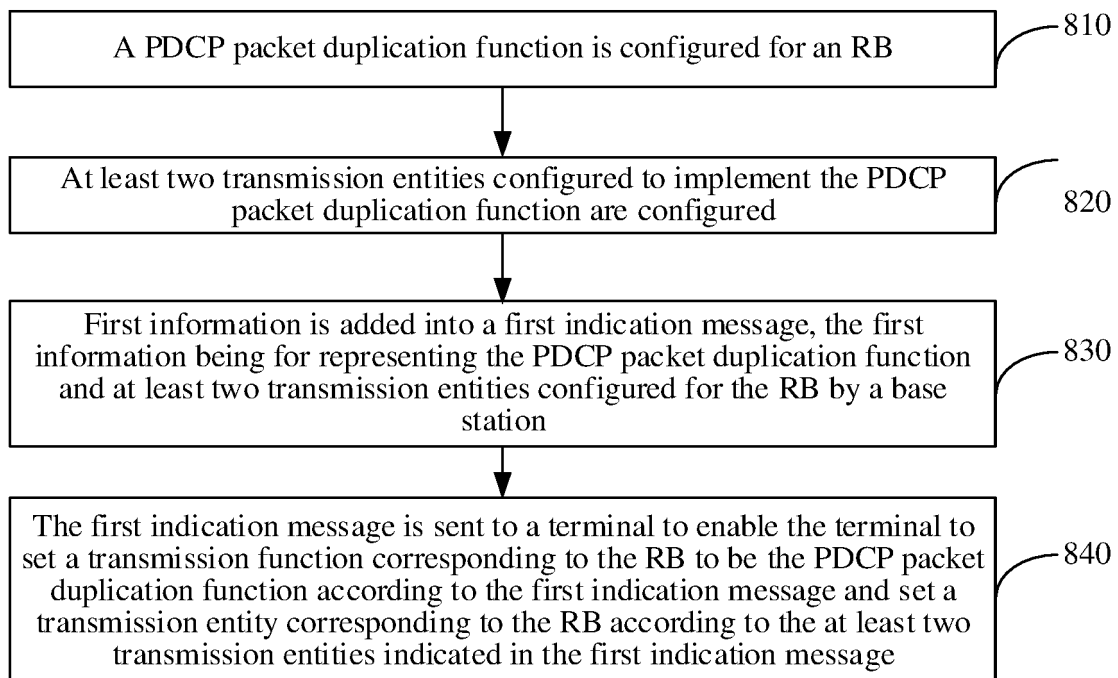 A PDCP packet duplication function is configured for an RB
810
At least two transmission entities configured to implement the PDCP
packet duplication function are configured
820
First information is added into a first indication message, the first
information being for representing the PDCP packet duplication function
and at least two transmission entities configured for the RB by a base
station
830
The first indication message is sent to a terminal to enable the terminal to
set a transmission function corresponding to the RB to be the PDCP packet
duplication function according to the first indication message and set a
transmission entity corresponding to the RB according to the at least two
transmission entities indicated in the first indication message
840